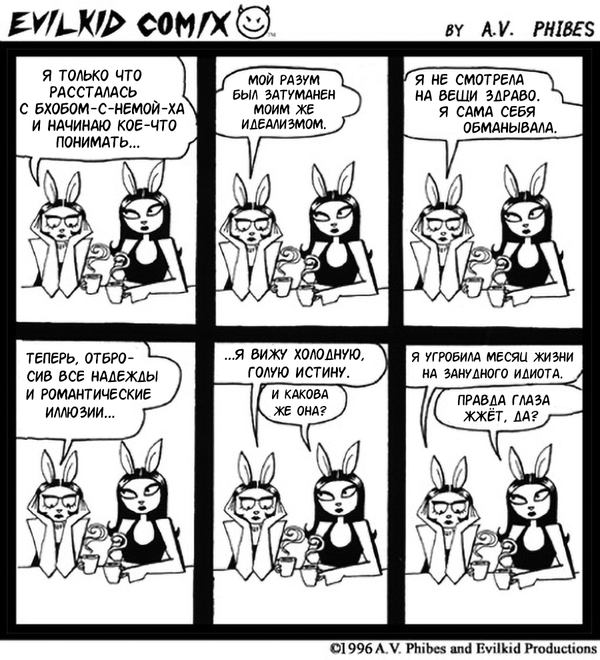 EVILKID COMIX
TM
BY A.V. PHIBES
Я ТОЛЬКО ЧТО
РАССТАЛАСЬ
С БХОБОМ-С-НЕМОЙ-ХА
И НАЧИНАЮ КОЕ-ЧТО
ПОНИМАТЬ...
МОЙ РАЗУМ
БЫЛ ЗАТУМАНЕН
МОИМ ЖЕ
ИДЕАЛИЗМОМ.
Я НЕ СМОТРЕЛА
НА ВЕЩИ ЗДРАВО.
Я САМА СЕБЯ
ОБМАНЫВАЛА.
ТЕПЕРЬ, ОТБРО-
СИВ ВСЕ НАДЕЖДЫ
И РОМАНТИЧЕСКИЕ
ИЛЛЮЗИИ...
...Я ВИЖУ ХОЛОДНУЮ,
ГОЛУЮ ИСТИНУ.
И КАКОВА
ЖЕ ОНА?
Я УГРОБИЛА МЕСЯЦ ЖИЗНИ
НА ЗАНУДНОГО ИДИОТА.
ПРАВДА ГЛАЗА
ЖЖЁТ, ДА?
©1996 A.V. Phibes and Evilkid Productions